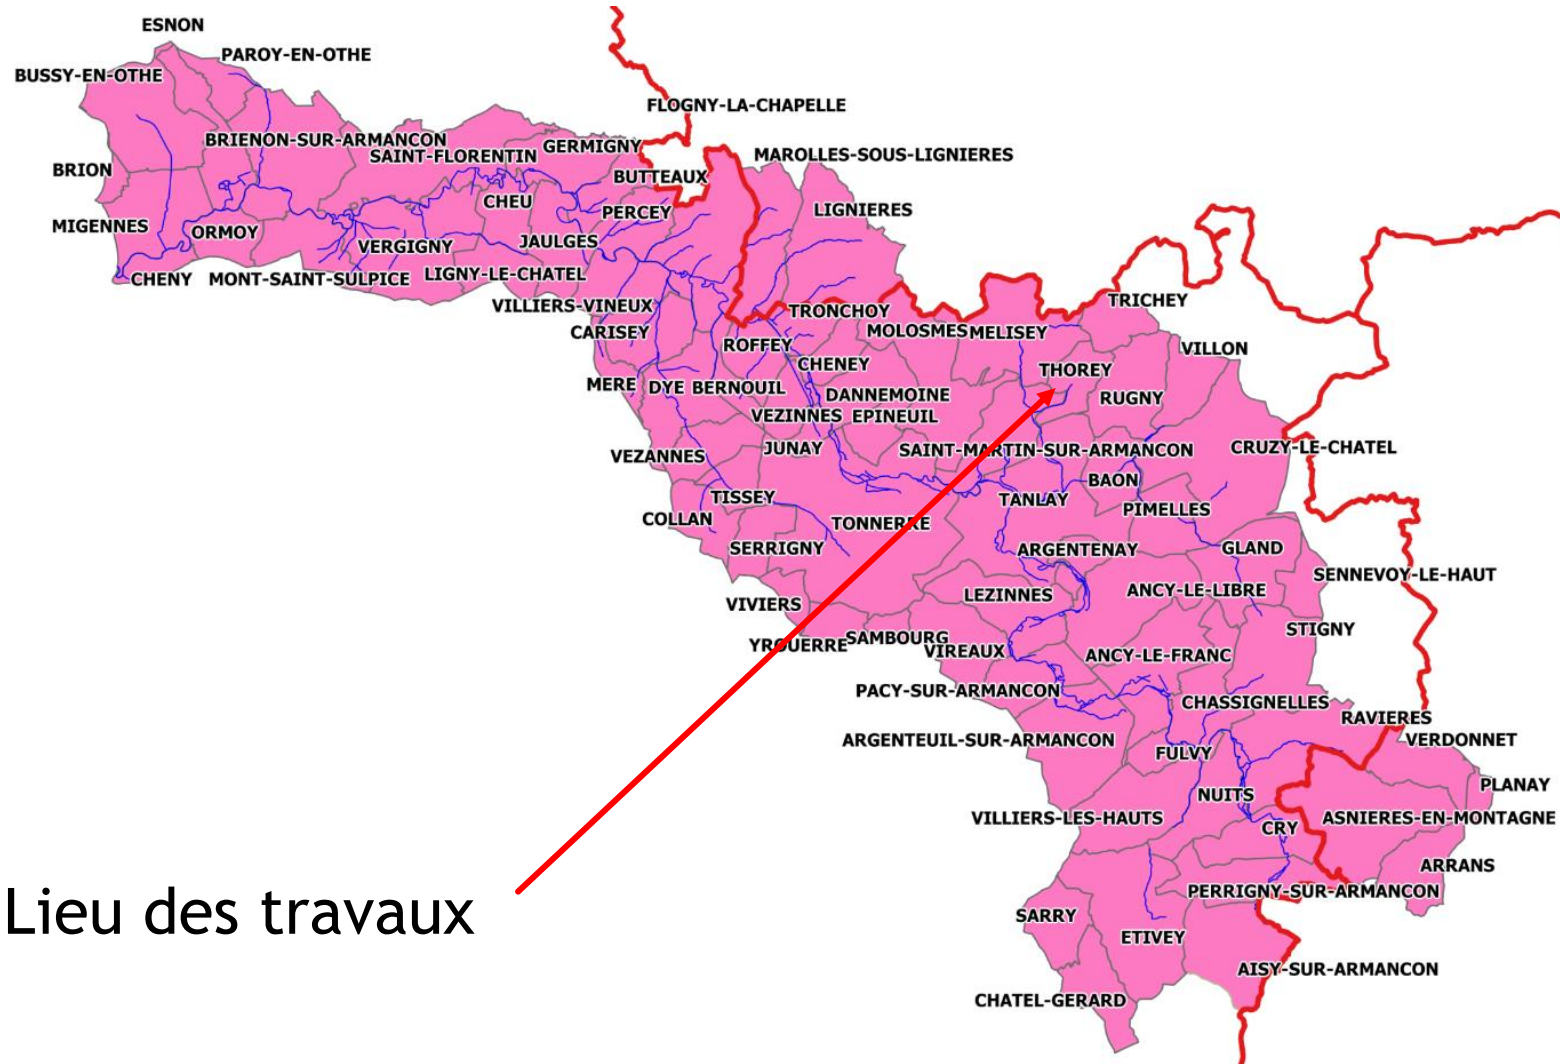 ESNON
PAROY-EN-OTHE
BUSSY-EN-OTHE
FLOGNY-LA-CHAPELLE
BRIENON-SUR-ARMANCON
GERMIGNY
SAINT-FLORENTIN
MAROLLES-SOUS-LIGNIERES
BRION
BUTTEAUX
CHEU
PERCEY
LIGNIERES
MIGENNES
ORMOY
VERGIGNY
JAULGES
CHENY
MONT-SAINT-SULPICE
LIGNY-LE-CHATEL
VILLIERS-VINEUX
TRICHEY
TRONCHOY
CARISEY
MOLOSMES
MELISEY
ROFFEY
VILLON
CHENEY
THOREY
MERE
DYE
BERNOUIL
DANNEMOINE
RUGNY
VEZINNES
EPINEUIL
JUNAY
SAINT-MARTIN-SUR-ARMANCON
CRUZY-LE-CHATEL
VEZANNES
BAON
TISSEY
TANLAY
PIMELLES
COLLAN
TONNERRE
SERRIGNY
ARGENTENAY
GLAND
SENNEVOY-LE-HAUT
VIVIERS
LEZINNES
ANCY-LE-LIBRE
STIGNY
YROUERRE
SAMBOURG
VIREAUX
ANCY-LE-FRANC
PACY-SUR-ARMANCON
CHASSIGNELLES
RAVIERES
ARGENTEUIL-SUR-ARMANCON
VERDONNET
FULVY
PLANAY
NUITS
VILLIERS-LES-HAUTS
ASNIERES-EN-MONTAGNE
CRY
ARRANS
PERRIGNY-SUR-ARMANCON
Lieu des travaux
SARRY
ETIVEY
AISY-SUR-ARMANCON
CHATEL-GERARD